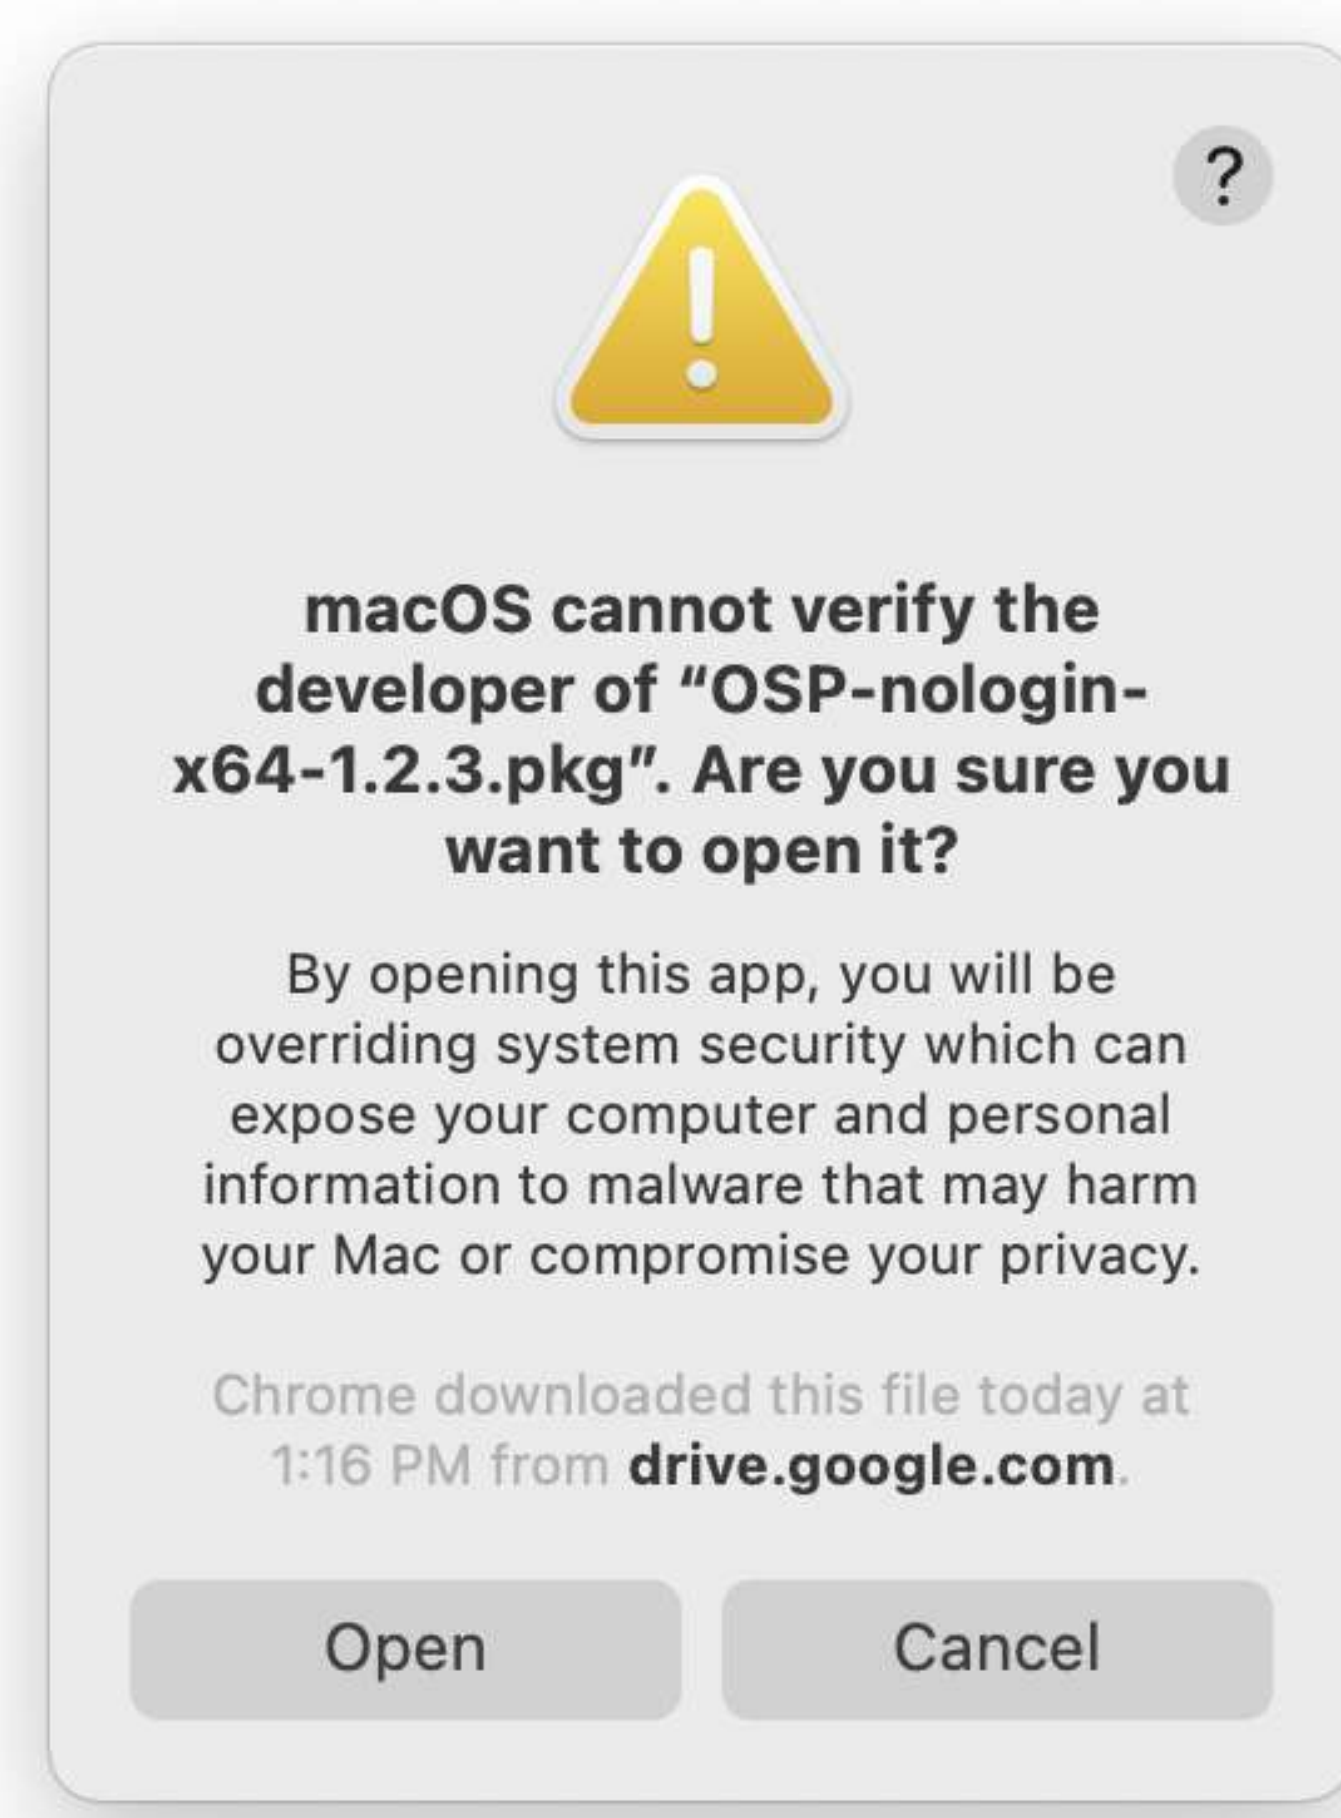 ?
macOS cannot verify the
developer of “OSP-nologin-
x64-1.2.3.pkg”. Are you sure you
want to open it?
By opening this app, you will be
overriding system security which can
expose your computer and personal
information to malware that may harm
your Mac or compromise your privacy.
Chrome downloaded this file today at
1:16 PM from drive.google.com.
Open
Cancel